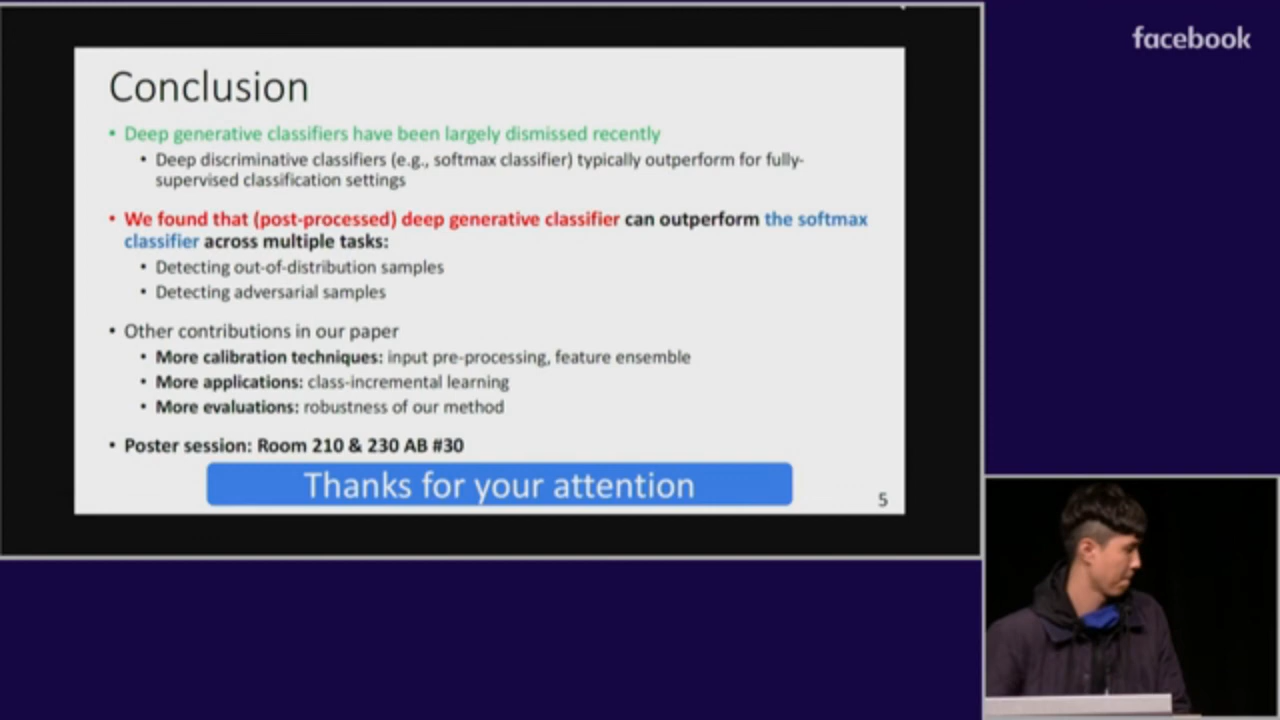 facebook
Conclusion
• Deep generative classifiers have been largely dismissed recently
• Deep discriminative classifiers (e.g., softmax classifier) typically outperform for fully-
supervised classification settings
• We found that (post-processed) deep generative classifier can outperform the softmax
classifier across multiple tasks:
• Detecting out-of-distribution samples
• Detecting adversarial samples
• Other contributions in our paper
• More calibration techniques: input pre-processing, feature ensemble
• More applications: class-incremental learning
• More evaluations: robustness of our method
• Poster session: Room 210 & 230 AB #30
Thanks for your attention
5